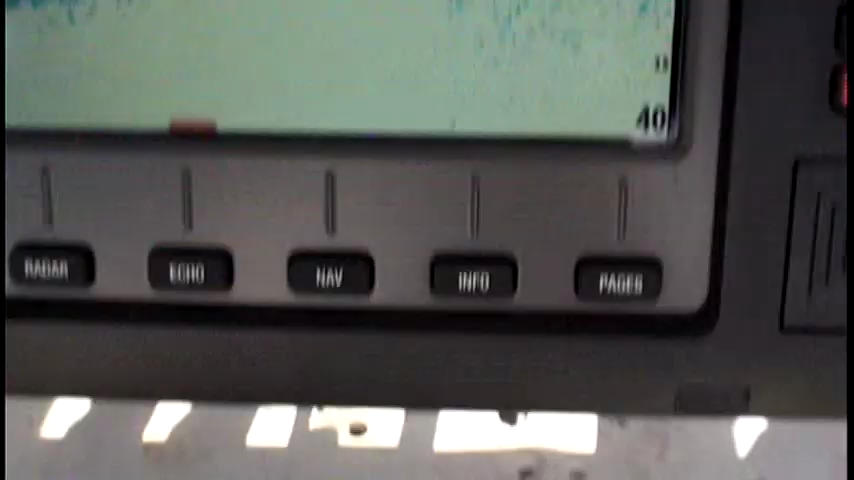 40
RADAR
ECHO
NAV
INFO
PAGES